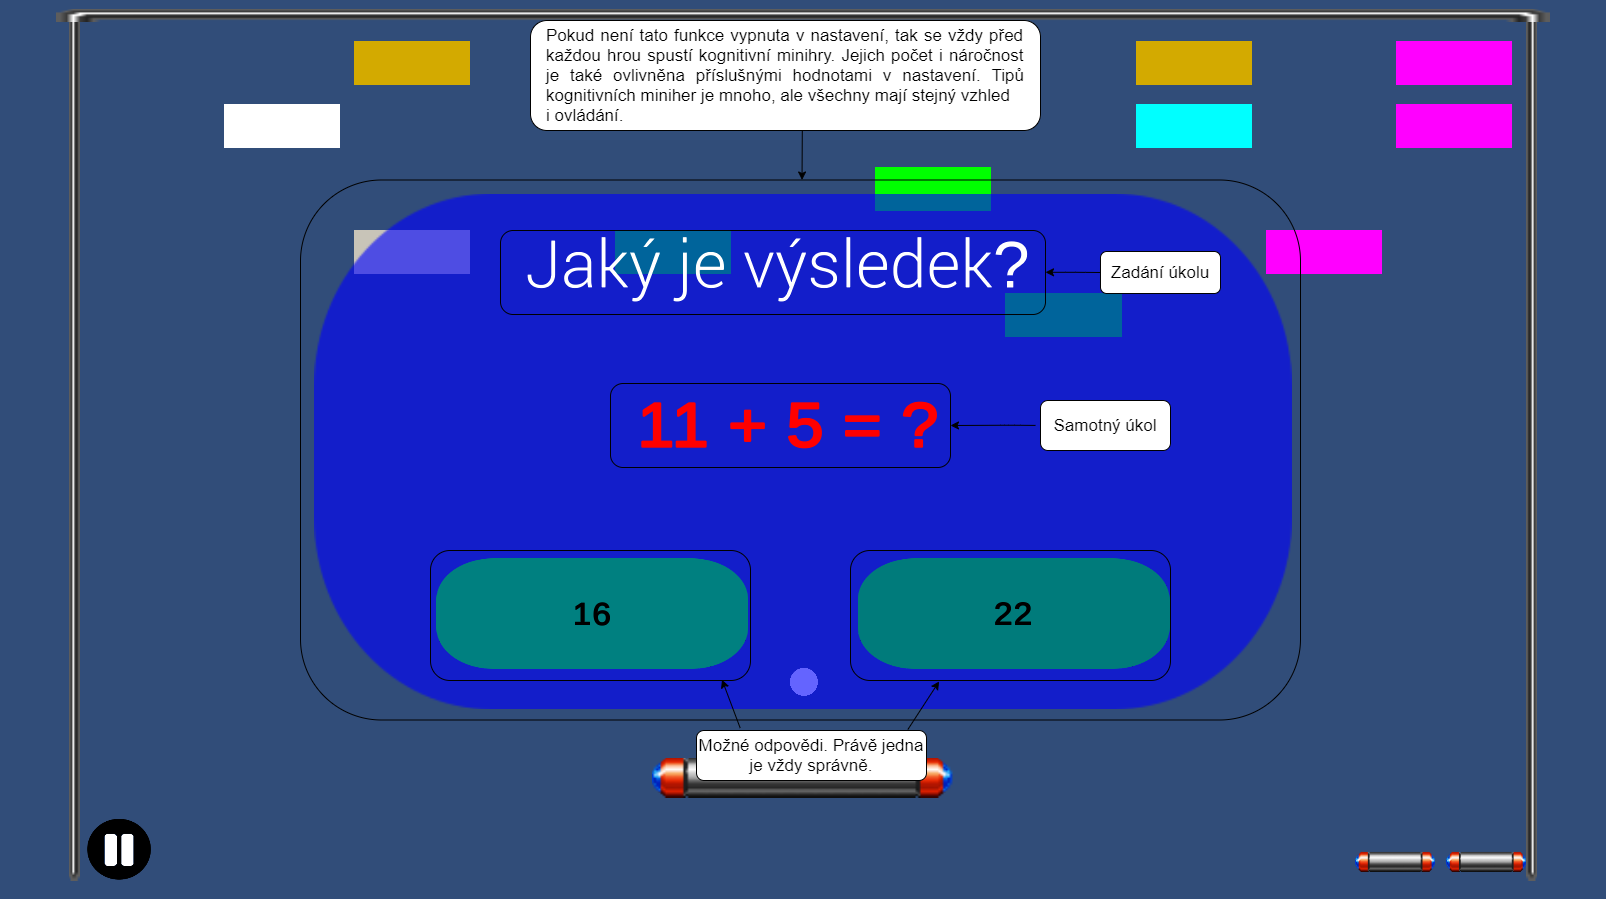 Pokud není tato funkce vypnuta v nastavení, tak se vždy před
každou hrou spustí kognitivní minihry. Jejich počet i náročnost
je také ovlivněna příslušnými hodnotami v nastavení. Tipů
kognitivních miniher je mnoho, ale všechny mají stejný vzhled
i ovládání.
Jaký je výsledek?
Zadání úkolu
11 + 5 = ?
Samotný úkol
16
22
Možné odpovědi. Právě jedna
je vždy správně.